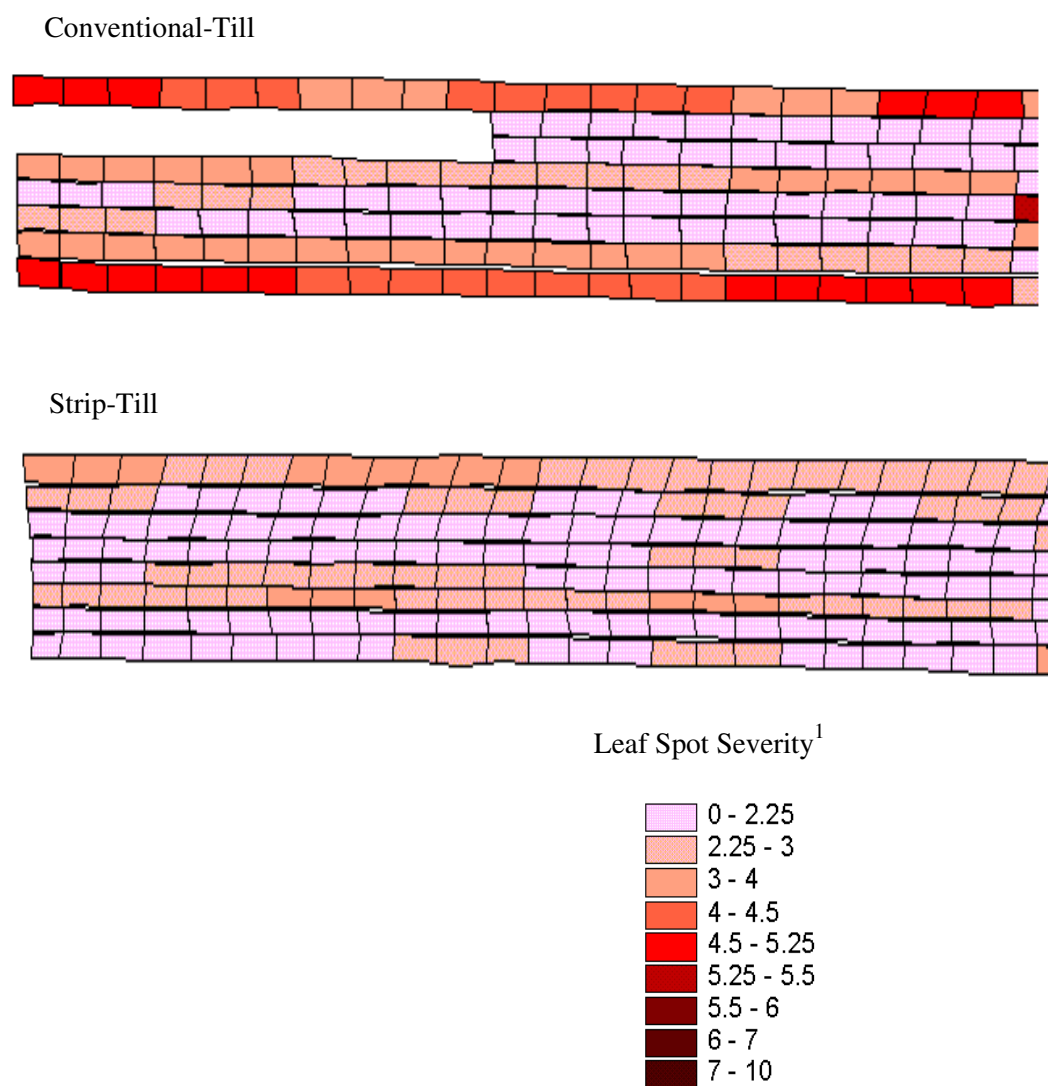 Conventional-Till
Strip-Till
Leaf Spot Severity¹
0 - 2.25
2.25 - 3
3 - 4
4 - 4.5
4.5 - 5.25
5.25 - 5.5
5.5 - 6
6 - 7
7 - 10